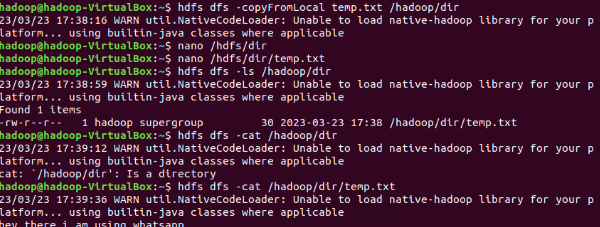 hadoop@hadoop-VirtualBox:~$ hdfs dfs -copyFromLocal temp.txt /hadoop/dir
23/03/23 17:38:16 WARN util.NativeCodeLoader: Unable to load native-hadoop library for your p
latform... using builtin-java classes where applicable
hadoop@hadoop-VirtualBox:~$ nano /hdfs/dir
hadoop@hadoop-VirtualBox:~$ nano /hdfs/dir/temp.txt
hadoop@hadoop-VirtualBox:~$ hdfs dfs -ls /hadoop/dir
23/03/23 17:38:59 WARN util.NativeCodeLoader: Unable to load native-hadoop library for your p
latform... using builtin-java classes where applicable
Found 1 items
-rw-r--r--   1 hadoop supergroup         30 2023-03-23 17:38 /hadoop/dir/temp.txt
hadoop@hadoop-VirtualBox:~$ hdfs dfs -cat /hadoop/dir
23/03/23 17:39:12 WARN util.NativeCodeLoader: Unable to load native-hadoop library for your p
latform... using builtin-java classes where applicable
cat: `/hadoop/dir': Is a directory
hadoop@hadoop-VirtualBox:~$ hdfs dfs -cat /hadoop/dir/temp.txt
23/03/23 17:39:36 WARN util.NativeCodeLoader: Unable to load native-hadoop library for your p
latform... using builtin-java classes where applicable
hey there i am using whatsapp